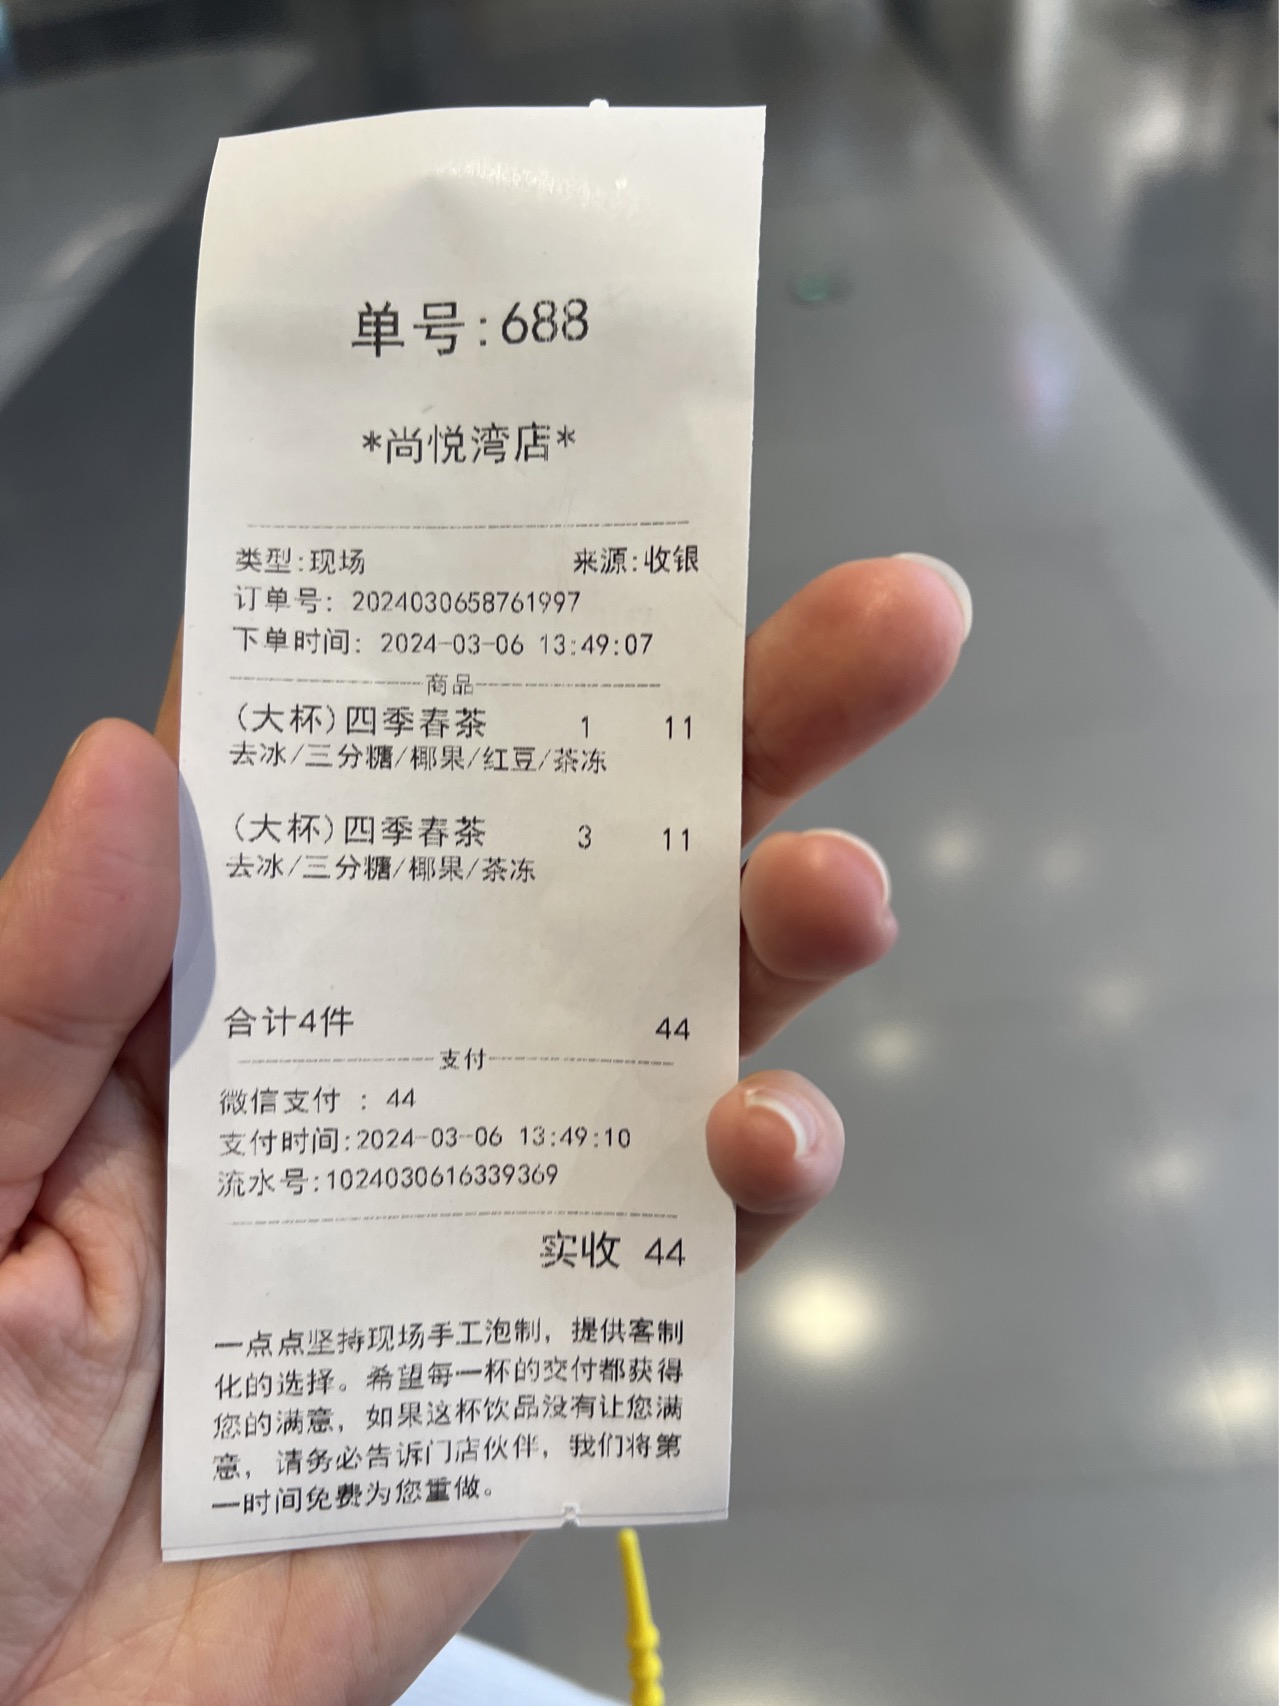 单号:688
*尚悦湾店*
类型:现场 来源:收银
订单号: 2024030658761997
下单时间: 2024-03-06 13:49:07
商品
(大杯)四季春茶 1 11
去冰/三分糖/椰果/红豆/茶冻
(大杯)四季春茶 3 11
去冰/三分糖/椰果/茶冻
合计4件 44
支付
微信支付 : 44
支付时间:2024-03-06 13:49:10
流水号:1024030616339369
实收 44
一点点坚持现场手工泡制，提供客制
化的选择。希望每一杯的交付都获得
您的满意，如果这杯饮品没有让您满
意，请务必告诉门店伙伴，我们将第
一时间免费为您重做。